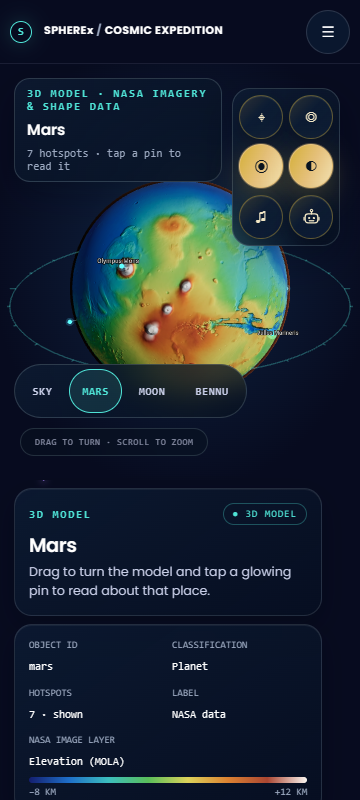 S SPHEREx / COSMIC EXPEDITION
3D MODEL · NASA IMAGERY
& SHAPE DATA
Mars
7 hotspots · tap a pin to
read it
Olympus Mons
SKY MARS MOON BENNU
DRAG TO TURN · SCROLL TO ZOOM
3D MODEL
3D MODEL
Mars
Drag to turn the model and tap a glowing
pin to read about that place.
OBJECT ID CLASSIFICATION
mars Planet
HOTSPOTS LABEL
7 · shown NASA data
NASA IMAGE LAYER
Elevation (MOLA)
−8 KM +12 KM